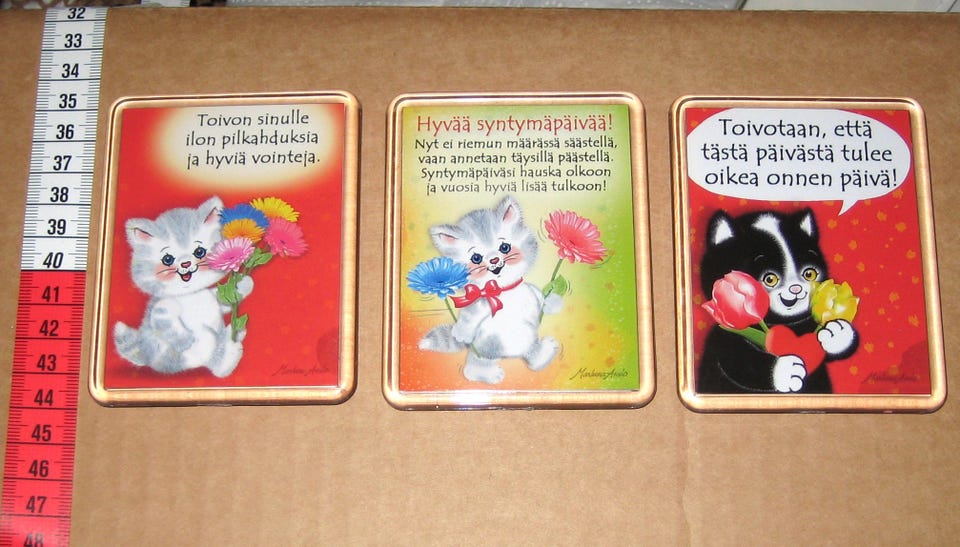 32
33
34
35
36
37
38
39
40
41
42
43
44
45
46
47
48
Toivon sinulle
ilon pilkahduksia
ja hyviä vointeja.
Hyvää syntymäpäivää!
Nyt ei riemun määrässä säästellä,
vaan annetaan täysillä päästellä.
Syntymäpäiväsi hauska olkoon
ja vuosia hyviä lisää tulkoon!
Toivotaan, että
tästä päivästä tulee
oikea onnen päivä!